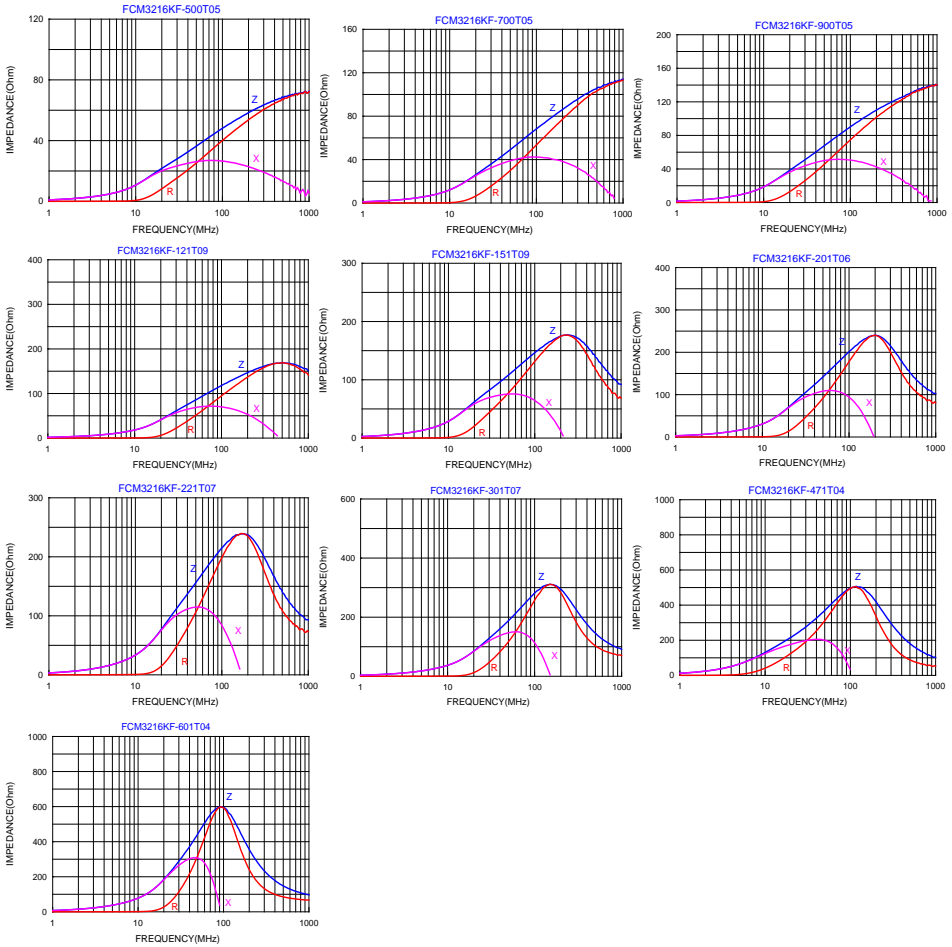 FCM3216KF-500T05
120
80
40
0
IMPEDANCE(Ohm)
Z
X
R
1
10
100
1000
FREQUENCY(MHz)
FCM3216KF-700T05
160
120
80
40
0
IMPEDANCE(Ohm)
Z
X
R
1
10
100
1000
FREQUENCY(MHz)
FCM3216KF-900T05
200
160
120
80
40
0
IMPEDANCE(Ohm)
Z
X
R
1
10
100
1000
FREQUENCY(MHz)
FCM3216KF-121T09
400
300
200
100
0
IMPEDANCE(Ohm)
Z
X
R
1
10
100
1000
FREQUENCY(MHz)
FCM3216KF-151T09
300
200
100
0
IMPEDANCE(Ohm)
Z
X
R
1
10
100
1000
FREQUENCY(MHz)
FCM3216KF-201T06
400
300
200
100
0
IMPEDANCE(Ohm)
Z
X
R
1
10
100
1000
FREQUENCY(MHz)
FCM3216KF-221T07
300
200
100
0
IMPEDANCE(Ohm)
Z
X
R
1
10
100
1000
FREQUENCY(MHz)
FCM3216KF-301T07
600
400
200
0
IMPEDANCE(Ohm)
Z
X
R
1
10
100
1000
FREQUENCY(MHz)
FCM3216KF-471T04
1000
800
600
400
200
0
IMPEDANCE(Ohm)
Z
X
R
1
10
100
1000
FREQUENCY(MHz)
FCM3216KF-601T04
1000
800
600
400
200
0
IMPEDANCE(Ohm)
Z
X
R
1
10
100
1000
FREQUENCY(MHz)